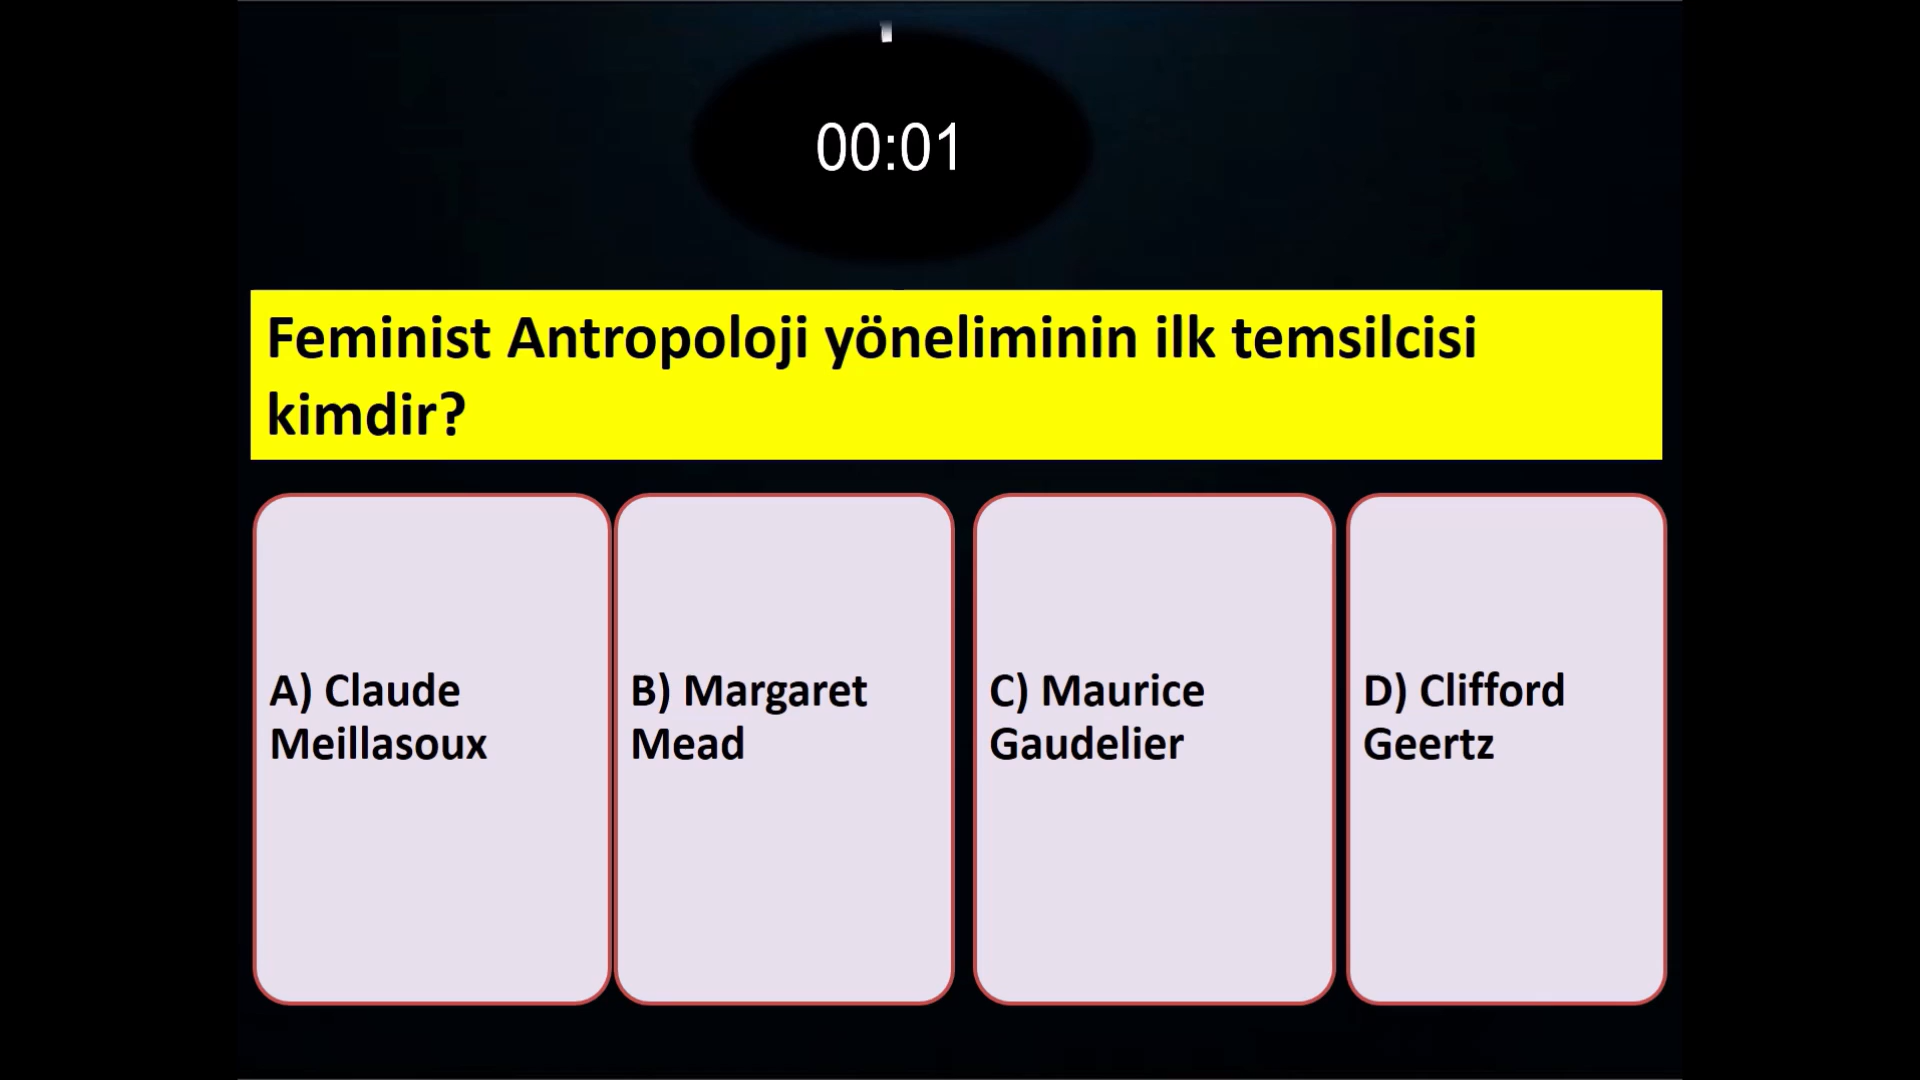 00:01
Feminist Antropoloji yöneliminin ilk temsilcisi
kimdir?
A) Claude
Meillasoux
B) Margaret
Mead
C) Maurice
Gaudelier
D) Clifford
Geertz